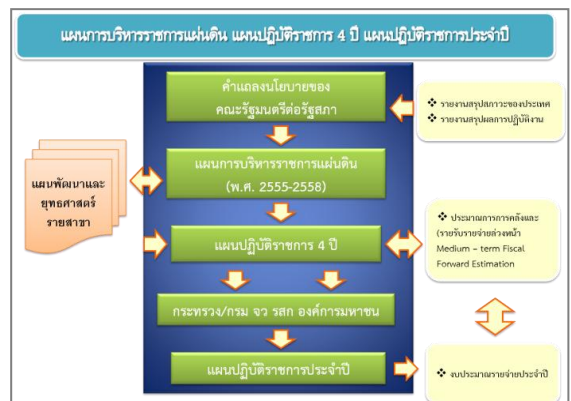 แผนการบริหารราชการแผ่นดิน แผนปฏิบัติราชการ 4 ปี แผนปฏิบัติราชการประจำปี
คำแถลงนโยบายของ
คณะรัฐมนตรีต่อรัฐสภา
❖ รายงานสรุปสภาวะของประเทศ
❖ รายงานสรุปผลการปฏิบัติงาน
แผนพัฒนาและ
ยุทธศาสตร์
รายสาขา
แผนการบริหารราชการแผ่นดิน
(พ.ศ. 2555-2558)
แผนปฏิบัติราชการ 4 ปี
❖ ประมาณการการคลังและ
(รายรับรายจ่ายล่วงหน้า
Medium – term Fiscal
Forward Estimation
กระทรวง/กรม จว รสก องค์การมหาชน
แผนปฏิบัติราชการประจำปี
❖ งบประมาณรายจ่ายประจำปี